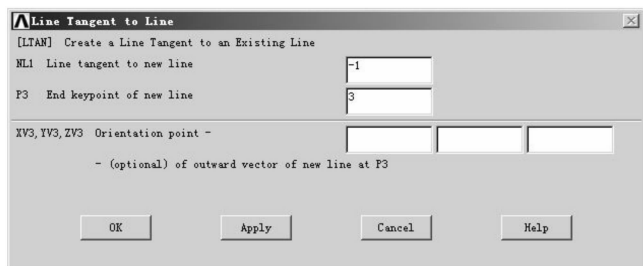 Line Tangent to Line
[LTAN] Create a Line Tangent to an Existing Line
NL1 Line tangent to new line -1
P3 End keypoint of new line 3
XV3,YV3,ZV3 Orientation point -
- (optional) of outward vector of new line at P3
OK Apply Cancel Help